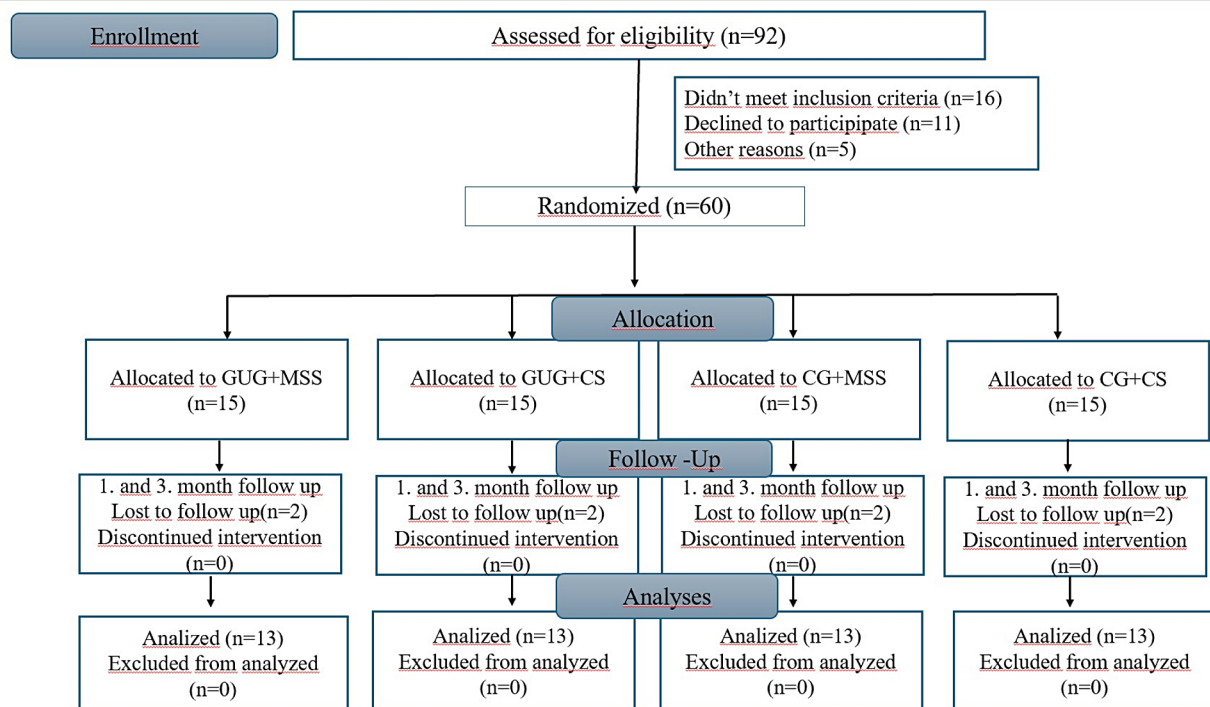 Enrollment
Assessed for eligibility (n=92)
Didn't meet inclusion criteria (n=16)
Declined to participipate (n=11)
Other reasons (n=5)
Randomized (n=60)
Allocation
Allocated to GUG+MSS
(n=15)
Allocated to GUG+CS
(n=15)
Allocated to CG+MSS
(n=15)
Allocated to CG+CS
(n=15)
Follow -Up
1. and 3. month follow up
Lost to follow up(n=2)
Discontinued intervention
(n=0)
1. and 3. month follow up
Lost to follow up(n=2)
Discontinued intervention
(n=0)
1. and 3. month follow up
Lost to follow up(n=2)
Discontinued intervention
(n=0)
1. and 3. month follow up
Lost to follow up(n=2)
Discontinued intervention
(n=0)
Analyses
Analized (n=13)
Excluded from analyzed
(n=0)
Analized (n=13)
Excluded from analyzed
(n=0)
Analized (n=13)
Excluded from analyzed
(n=0)
Analized (n=13)
Excluded from analyzed
(n=0)